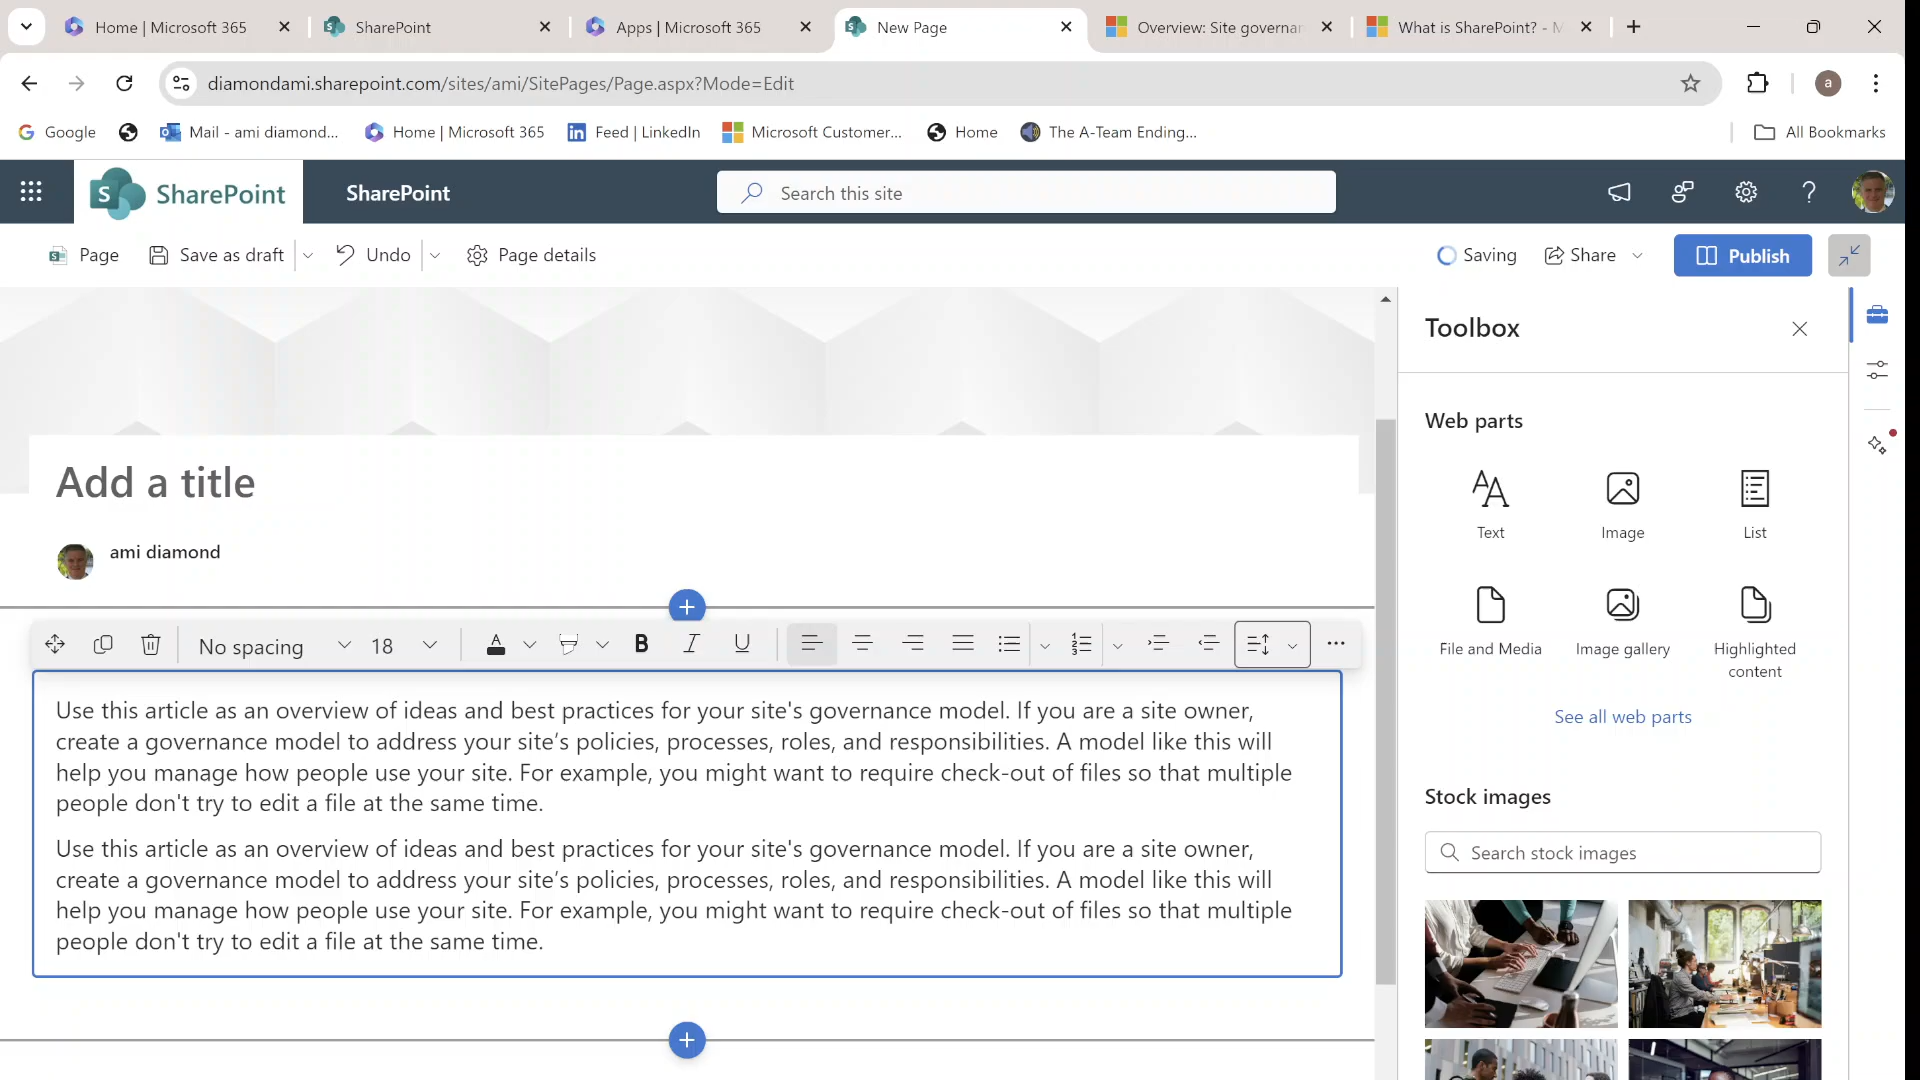 Home | Microsoft 365
SharePoint
Apps | Microsoft 365
New Page
Overview: Site governan
What is SharePoint? - M
diamondami.sharepoint.com/sites/ami/SitePages/Page.aspx?Mode=Edit
a
Google
Mail - ami diamond...
Home | Microsoft 365
Feed | LinkedIn
Microsoft Customer...
Home
The A-Team Ending...
All Bookmarks
S SharePoint
SharePoint
Search this site
Page
Save as draft
Undo
Page details
Saving
Share
Publish
Add a title
ami diamond
No spacing
18
Use this article as an overview of ideas and best practices for your site's governance model. If you are a site owner,
create a governance model to address your site’s policies, processes, roles, and responsibilities. A model like this will
help you manage how people use your site. For example, you might want to require check-out of files so that multiple
people don't try to edit a file at the same time.
Use this article as an overview of ideas and best practices for your site's governance model. If you are a site owner,
create a governance model to address your site’s policies, processes, roles, and responsibilities. A model like this will
help you manage how people use your site. For example, you might want to require check-out of files so that multiple
people don't try to edit a file at the same time.
Toolbox
Web parts
Text
Image
List
File and Media
Image gallery
Highlighted
content
See all web parts
Stock images
Search stock images